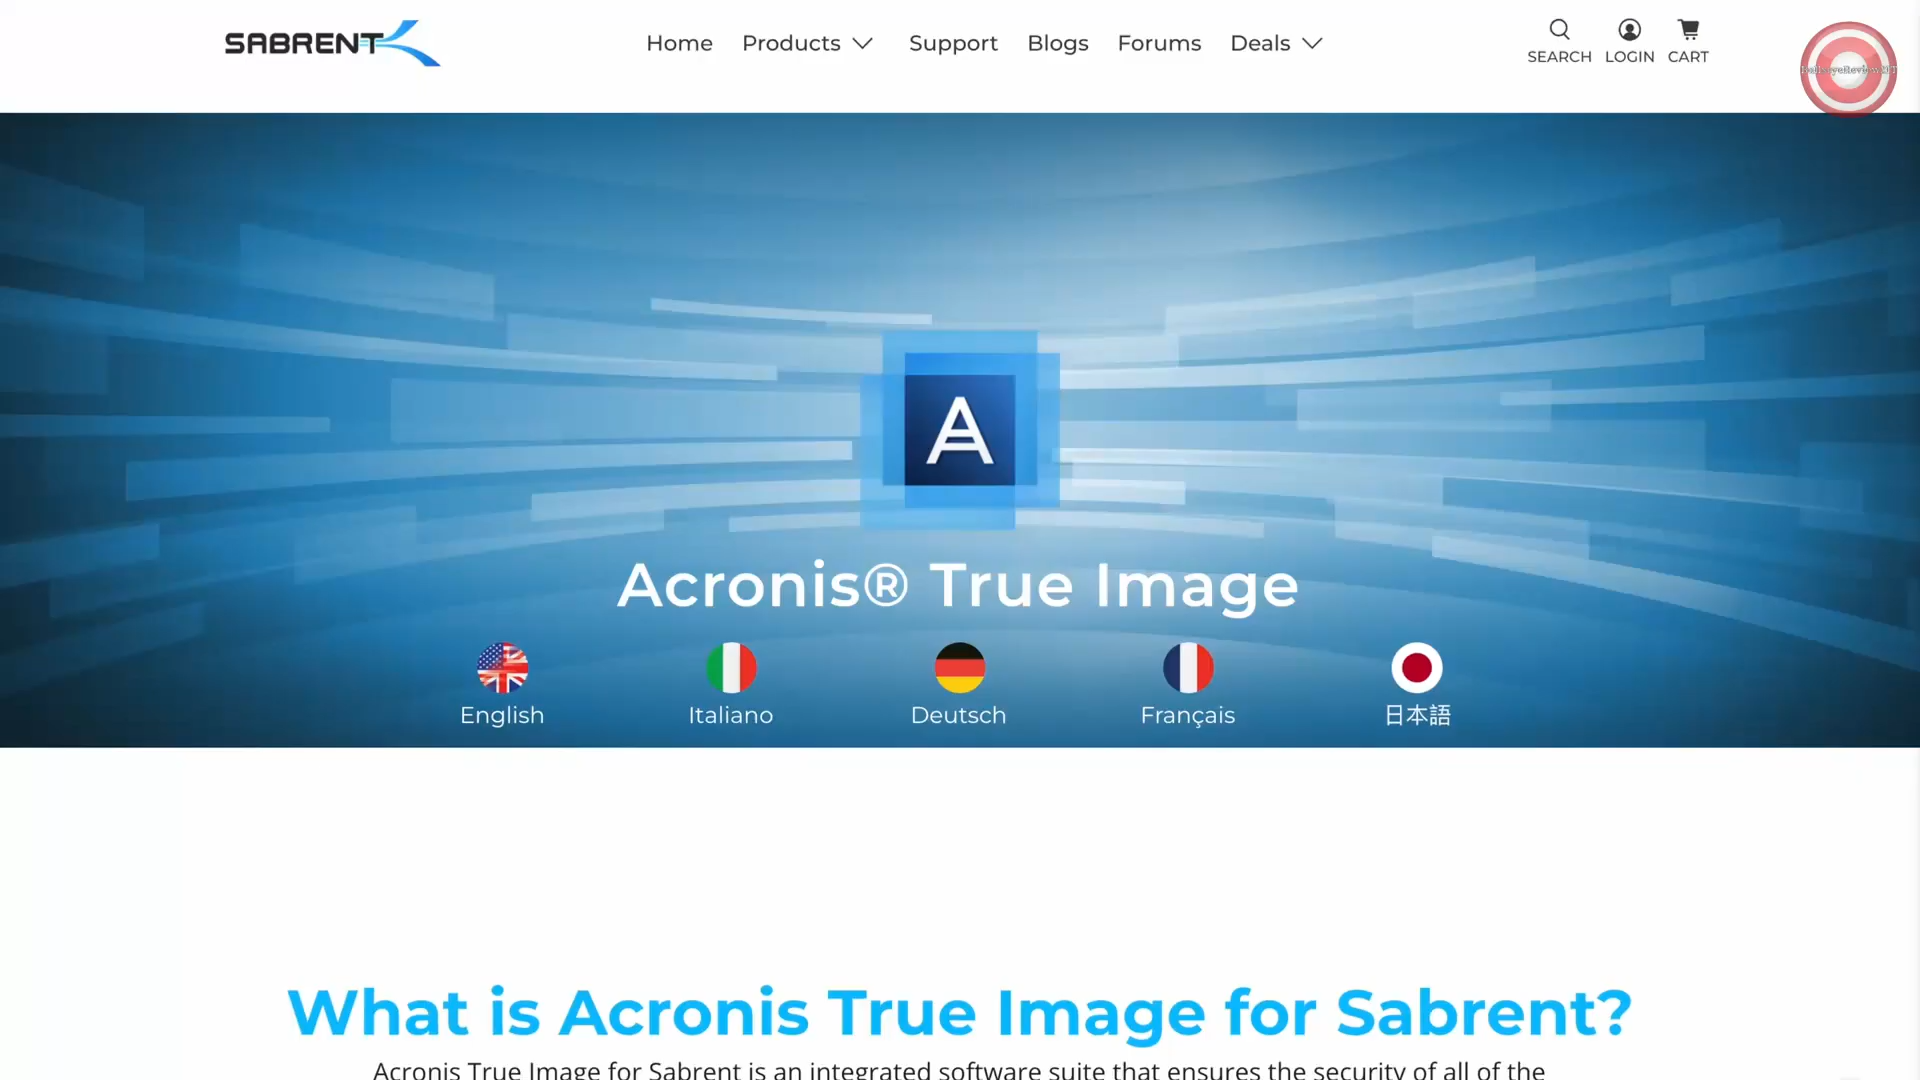 SABRENT
Home Products Support Blogs Forums Deals
SEARCH LOGIN CART
A
Acronis® True Image
English Italiano Deutsch Français 日本語
What is Acronis True Image for Sabrent?
Acronis True Image for Sabrent is an integrated software suite that ensures the security of all of the